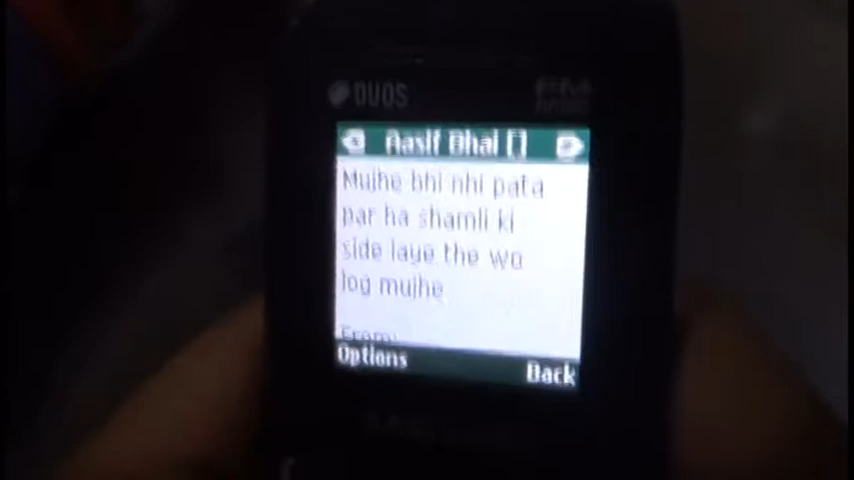 DUOS
Aasif Bhai []
Mujhe bhi nhi pata
par ha shamli ki
side laye the wo
log mujhe
From:
Options
Back